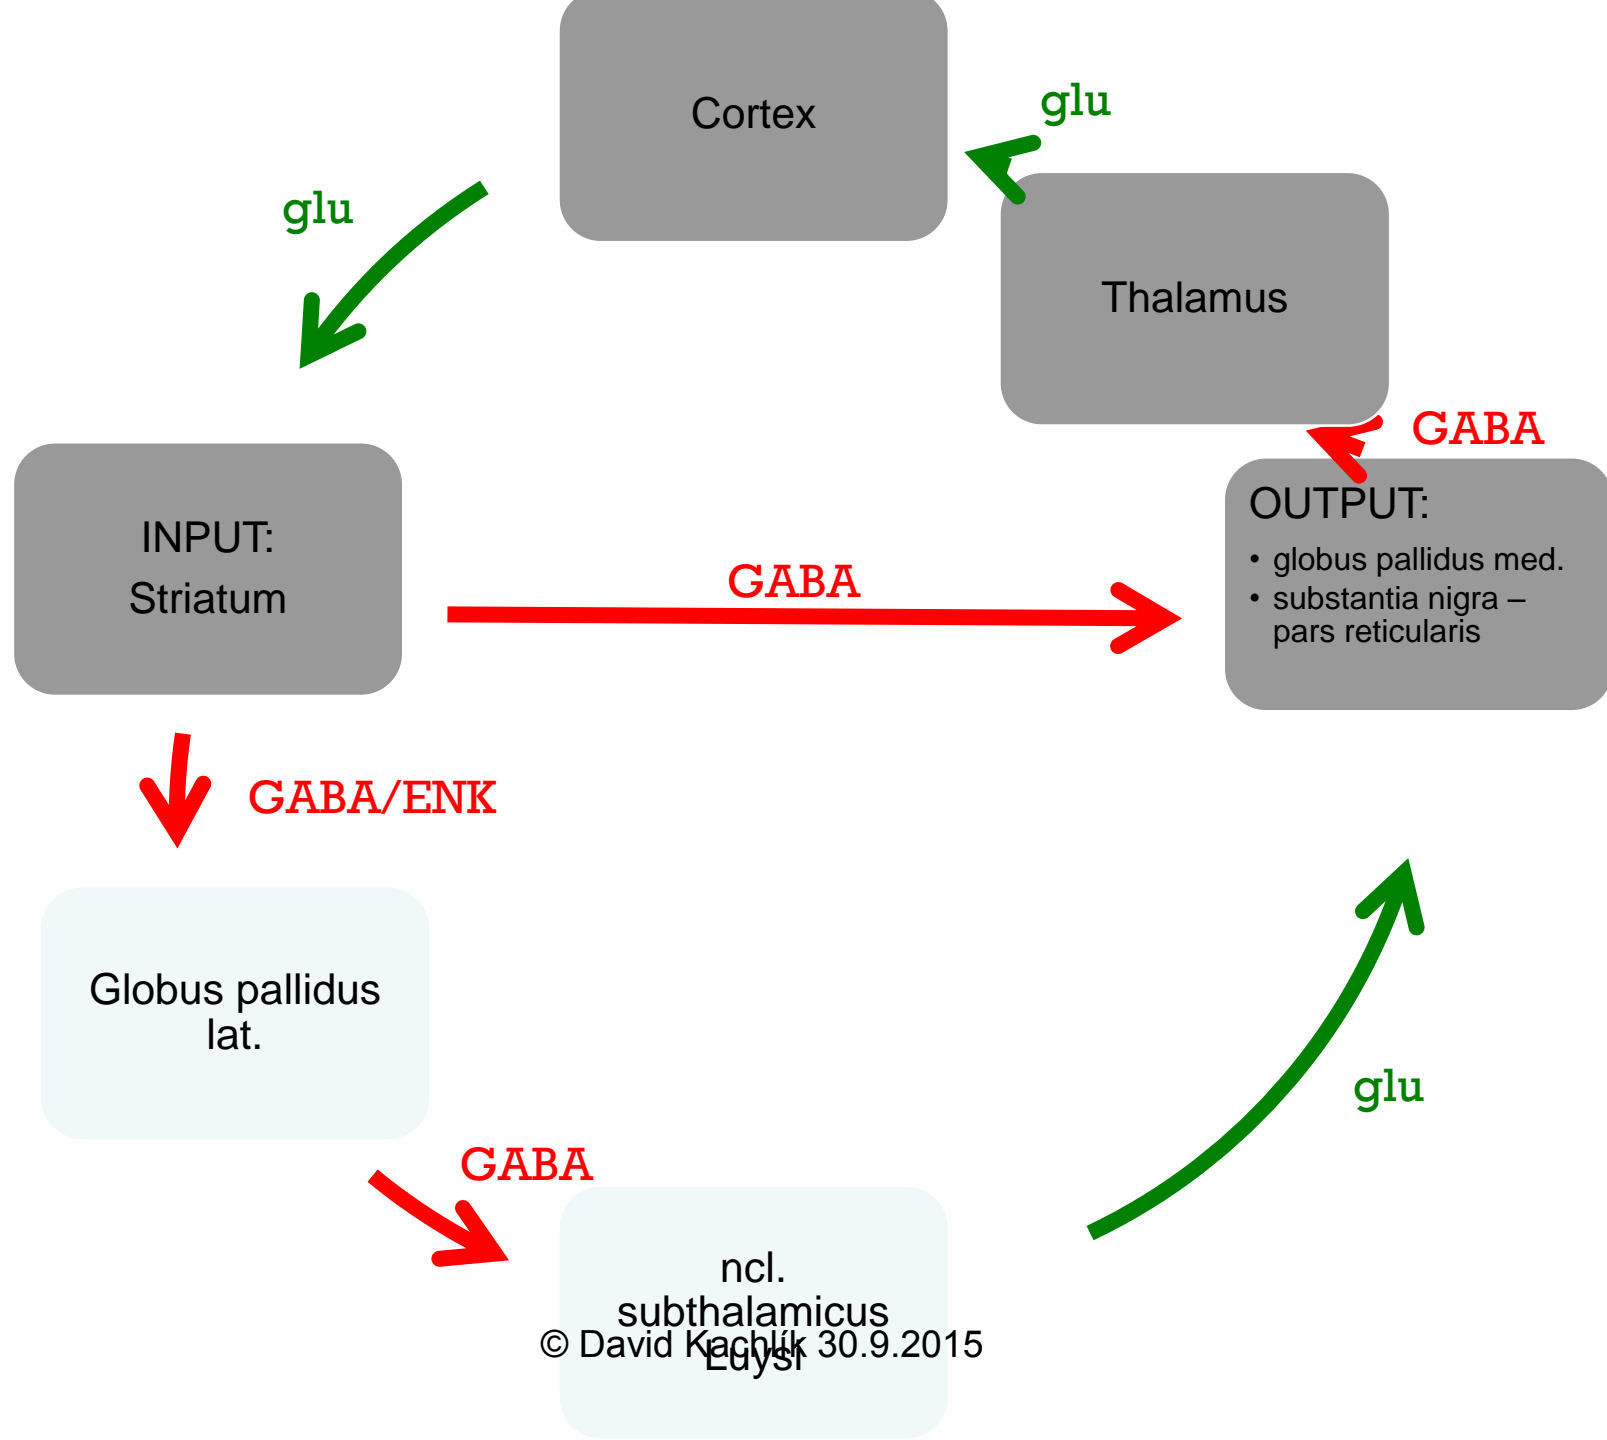 Cortex
glu
glu
Thalamus
GABA
INPUT:
Striatum
GABA
OUTPUT:
• globus pallidus med.
• substantia nigra –
pars reticularis
GABA/ENK
Globus pallidus
lat.
glu
GABA
ncl.
subthalamicus
Luysi
© David Kachlík 30.9.2015